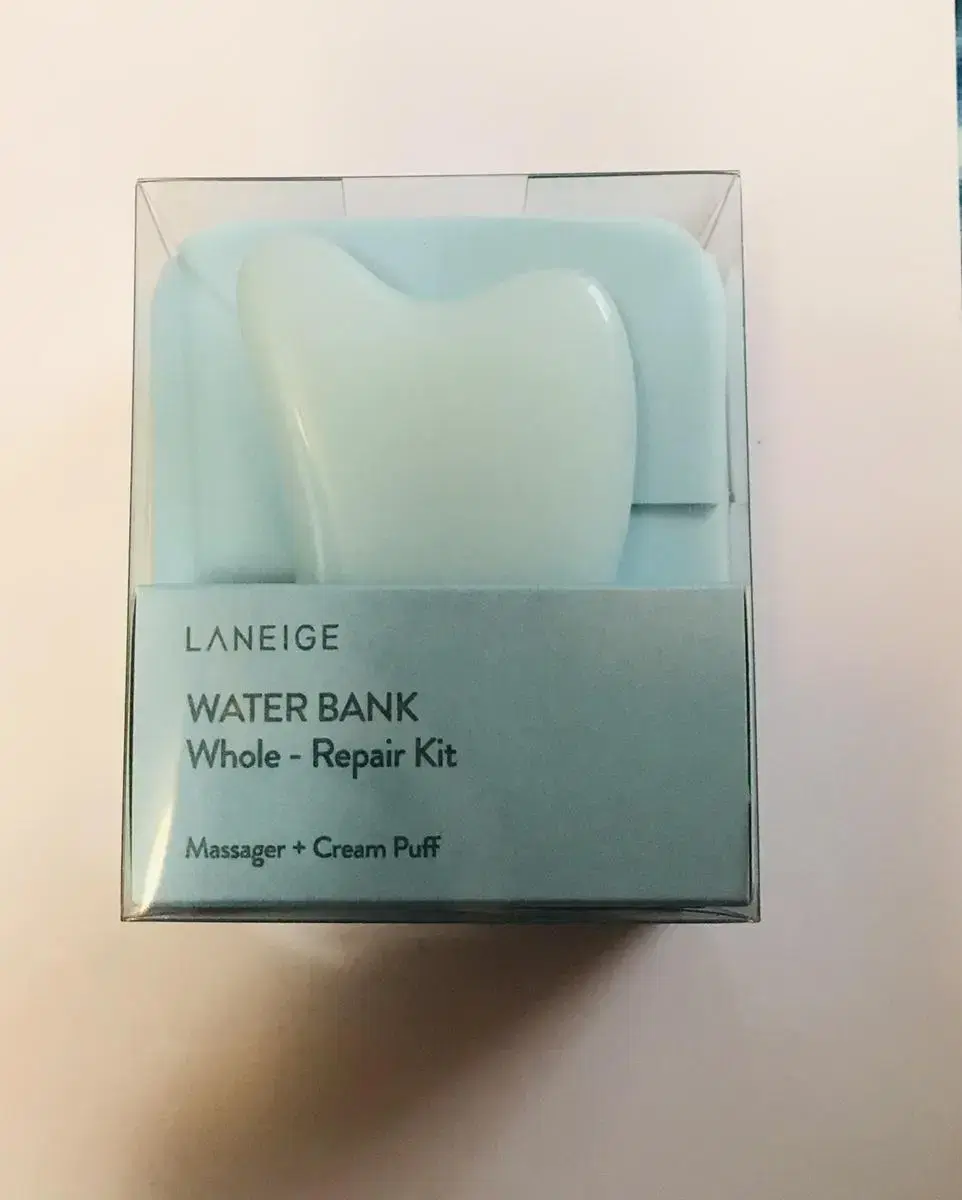 LANEIGE
WATER BANK
Whole - Repair Kit
Massager + Cream Puff